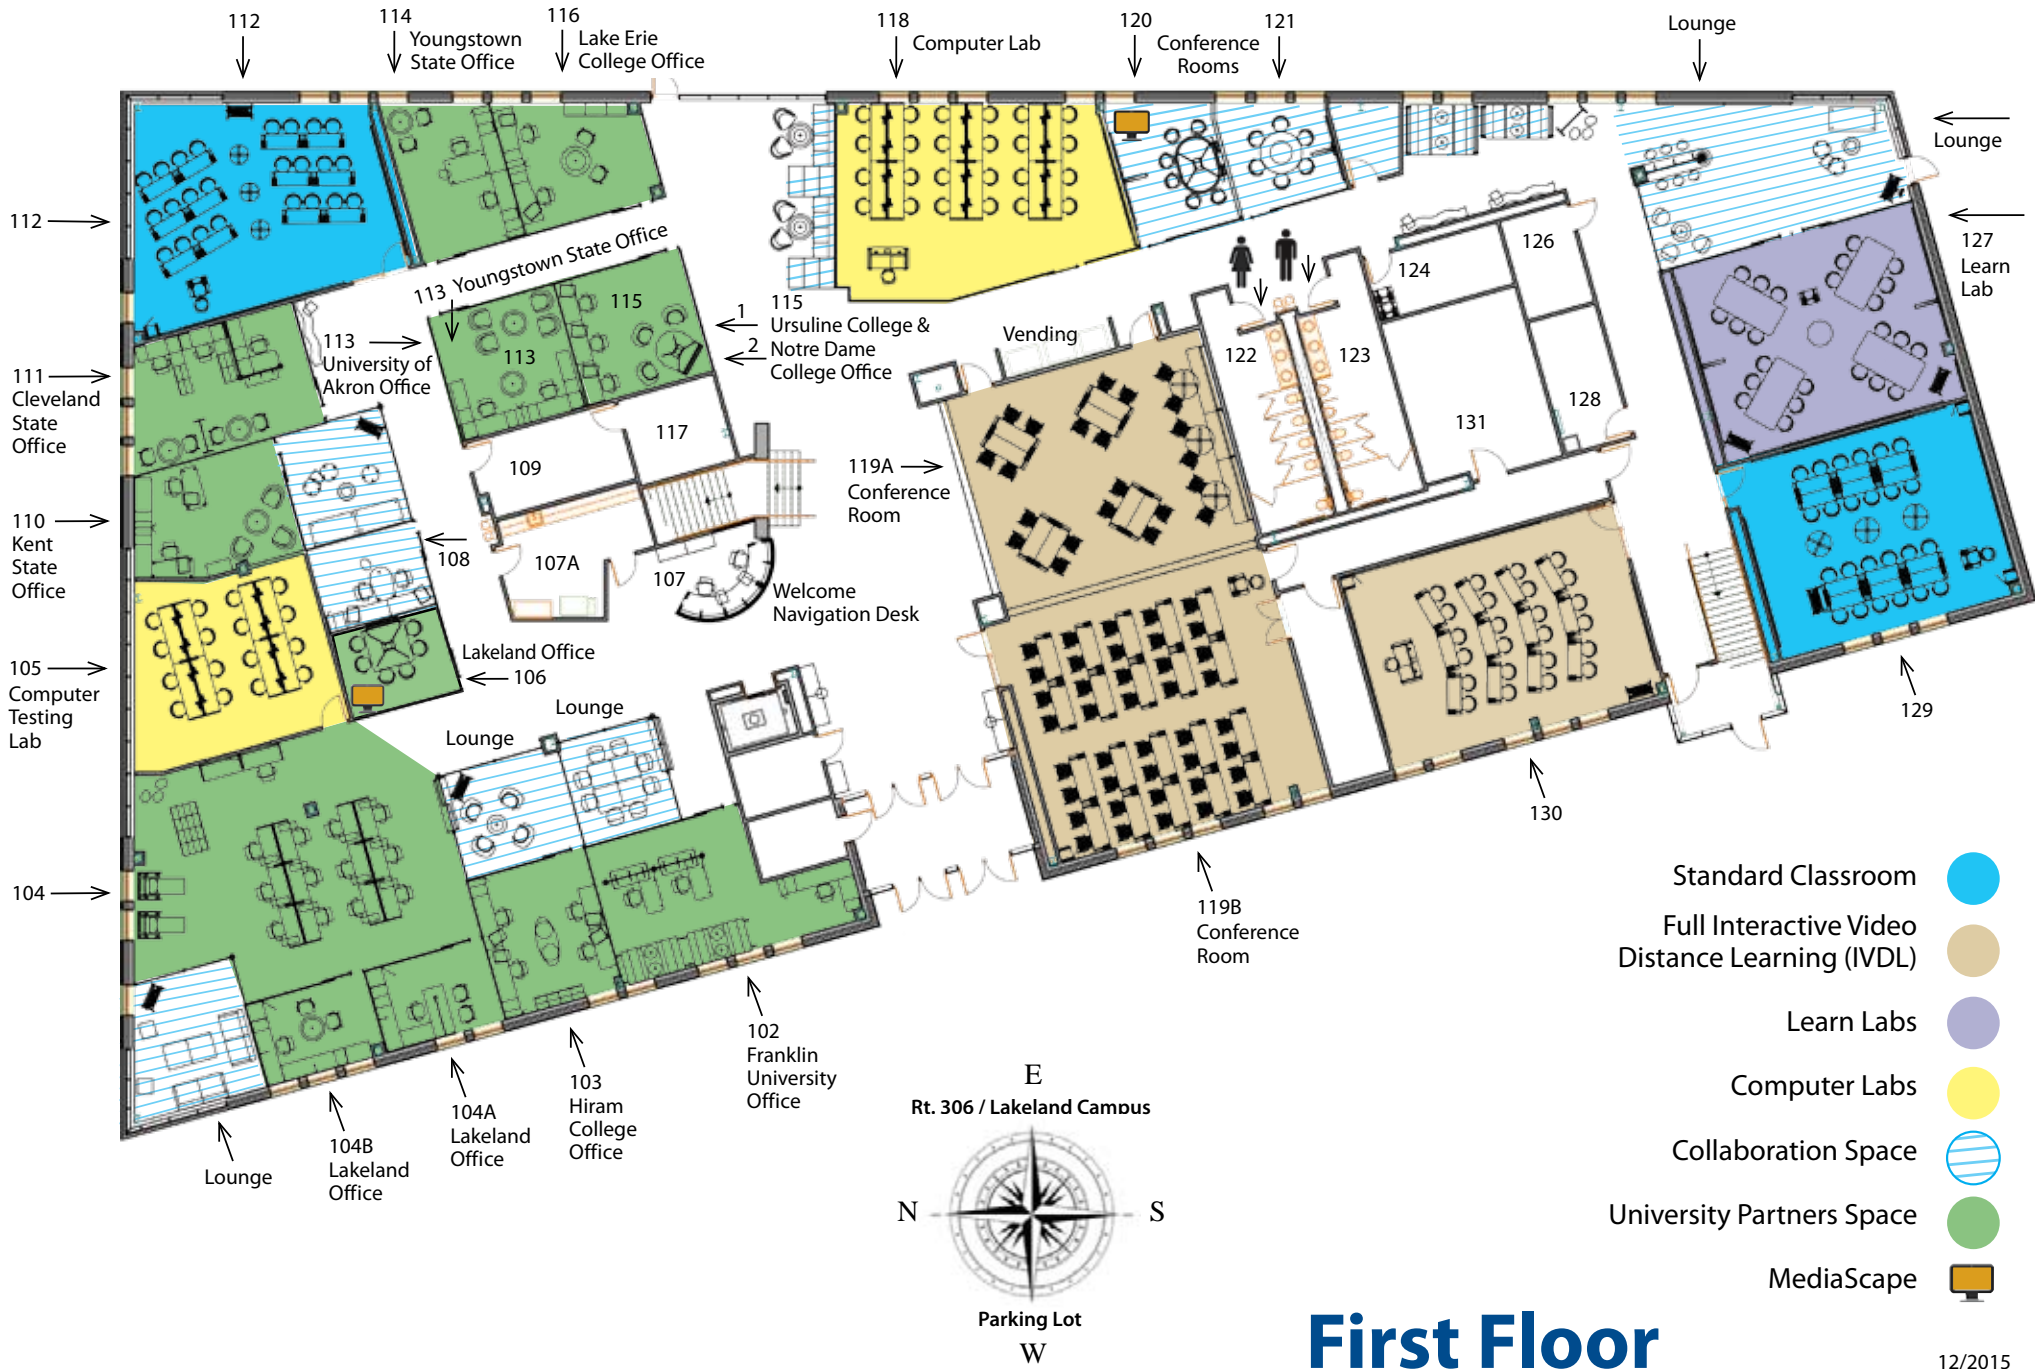 112
114
Youngstown
State Office
116
Lake Erie
College Office
118
Computer Lab
120
Conference
Rooms
121
Lounge
Lounge
127
Learn
Lab
112
113 Youngstown State Office
113
University of
Akron Office
113
115
1
2
115
Ursuline College &
Notre Dame
College Office
Vending
122
123
124
126
128
131
111
Cleveland
State
Office
109
117
119A
Conference
Room
110
Kent
State
Office
108
107A
107
Welcome
Navigation Desk
105
Computer
Testing
Lab
Lakeland Office
106
Lounge
Lounge
129
130
104
119B
Conference
Room
102
Franklin
University
Office
103
Hiram
College
Office
104A
Lakeland
Office
104B
Lakeland
Office
Lounge
E
Rt. 306 / Lakeland Campus
N
S
Parking Lot
W
Standard Classroom
Full Interactive Video
Distance Learning (IVDL)
Learn Labs
Computer Labs
Collaboration Space
University Partners Space
MediaScape
First Floor
12/2015